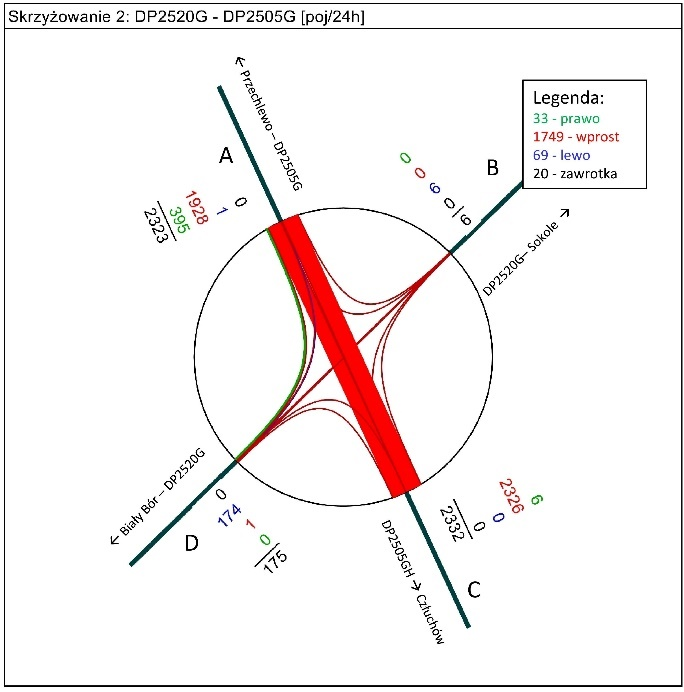 Skrzyżowanie 2: DP2520G - DP2505G [poj/24h]
← Przechlewo – DP2505G
Legenda:
33 - prawo
1749 - wprost
69 - lewo
20 - zawrotka
A
B
0
0
6
0
6
0
1
1928
395
2323
DP2520G– Sokole →
← Biały Bór – DP2520G
D
0
174
1
0
175
6
2326
0
0
2332
DP2505GH → Człuchów
C